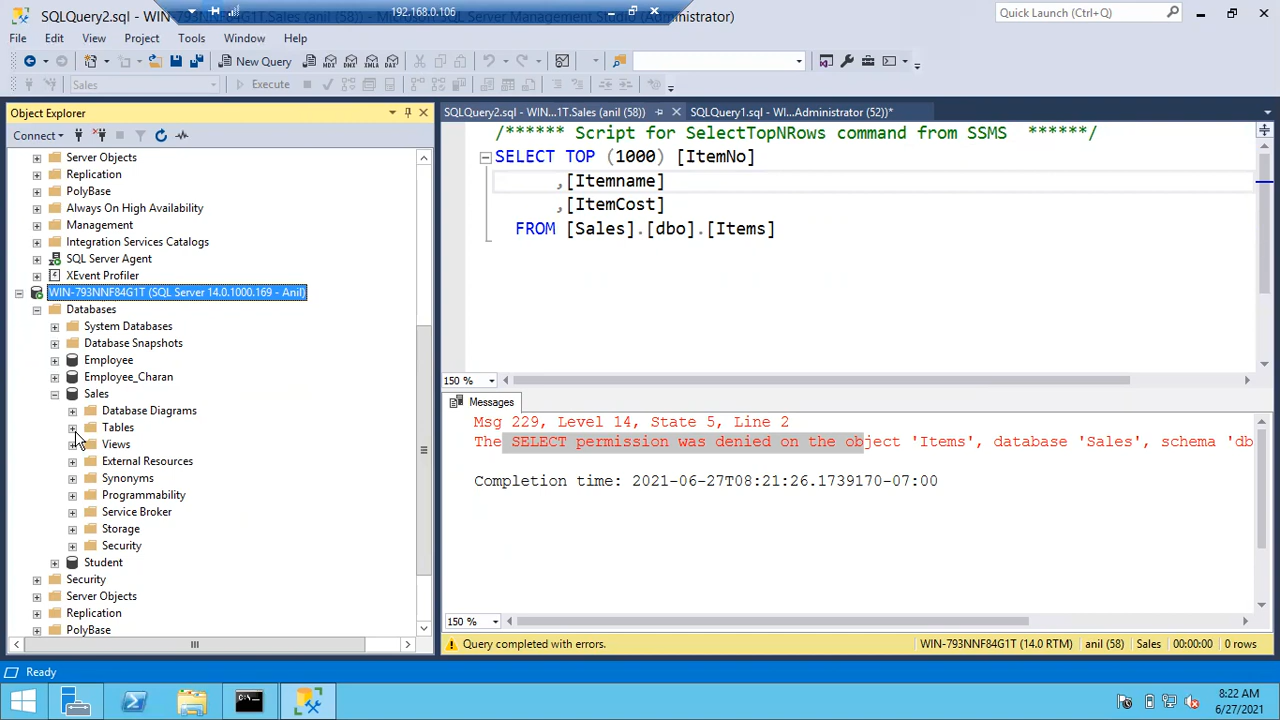 SQLQuery2.sql - WIN-793NNF84G1T.Sales (anil (58))
192.168.0.106
(Administrator)
Quick Launch (Ctrl+Q)
File Edit View Project Tools Window Help
New Query
MDX DMX XMLA DAX
Sales
Execute
Object Explorer
Connect
Server Objects
Replication
PolyBase
Always On High Availability
Management
Integration Services Catalogs
SQL Server Agent
XEvent Profiler
WIN-793NNF84G1T (SQL Server 14.0.1000.169 - Anil)
Databases
System Databases
Database Snapshots
Employee
Employee_Charan
Sales
Database Diagrams
Tables
Views
External Resources
Synonyms
Programmability
Service Broker
Storage
Security
Student
Security
Server Objects
Replication
PolyBase
SQLQuery2.sql - WIN...1T.Sales (anil (58))
SQLQuery1.sql - WI...Administrator (52))*
/****** Script for SelectTopNRows command from SSMS ******/
SELECT TOP (1000) [ItemNo]
,[Itemname]
,[ItemCost]
FROM [Sales].[dbo].[Items]
150 %
Messages
Msg 229, Level 14, State 5, Line 2
The SELECT permission was denied on the object 'Items', database 'Sales', schema 'db
Completion time: 2021-06-27T08:21:26.1739170-07:00
150 %
Query completed with errors.
WIN-793NNF84G1T (14.0 RTM) anil (58) Sales 00:00:00 0 rows
Ready
8:22 AM
6/27/2021